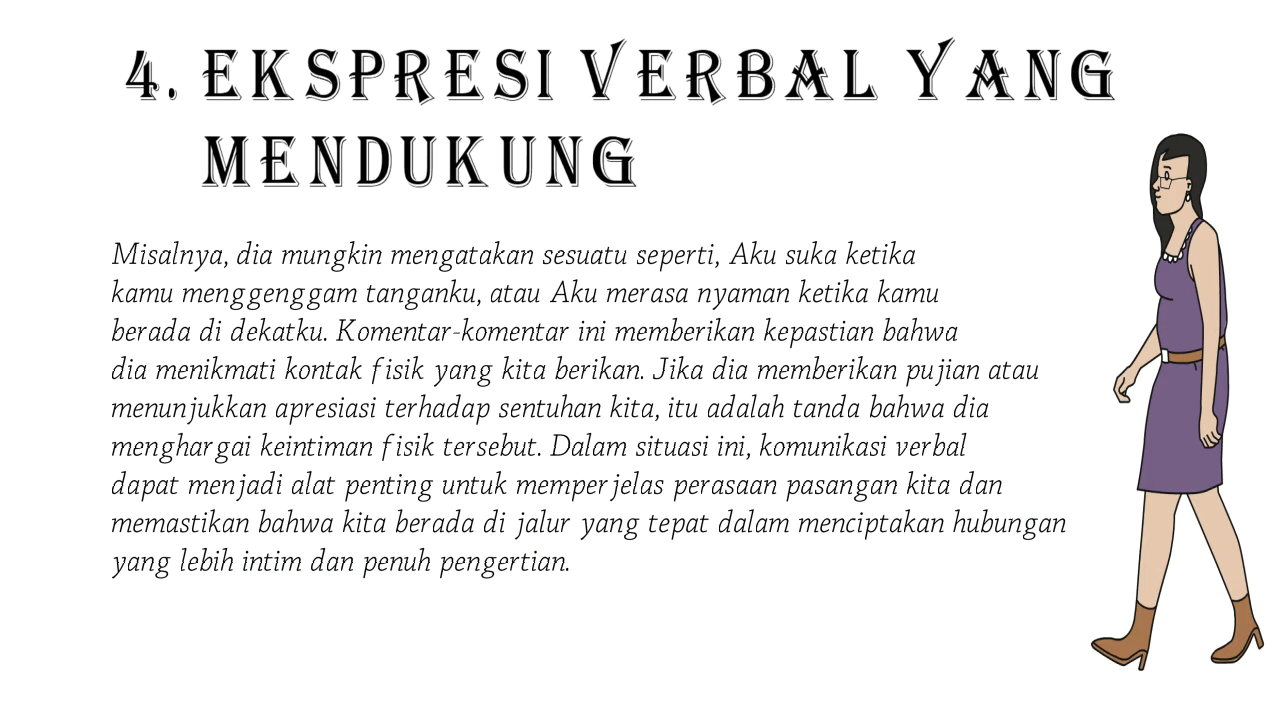 4. EKSPRESI VERBAL YANG
MENDUKUNG
Misalnya, dia mungkin mengatakan sesuatu seperti, Aku suka ketika
kamu menggenggam tanganku, atau Aku merasa nyaman ketika kamu
berada di dekatku. Komentar-komentar ini memberikan kepastian bahwa
dia menikmati kontak fisik yang kita berikan. Jika dia memberikan pujian atau
menunjukkan apresiasi terhadap sentuhan kita, itu adalah tanda bahwa dia
menghargai keintiman fisik tersebut. Dalam situasi ini, komunikasi verbal
dapat menjadi alat penting untuk memperjelas perasaan pasangan kita dan
memastikan bahwa kita berada di jalur yang tepat dalam menciptakan hubungan
yang lebih intim dan penuh pengertian.